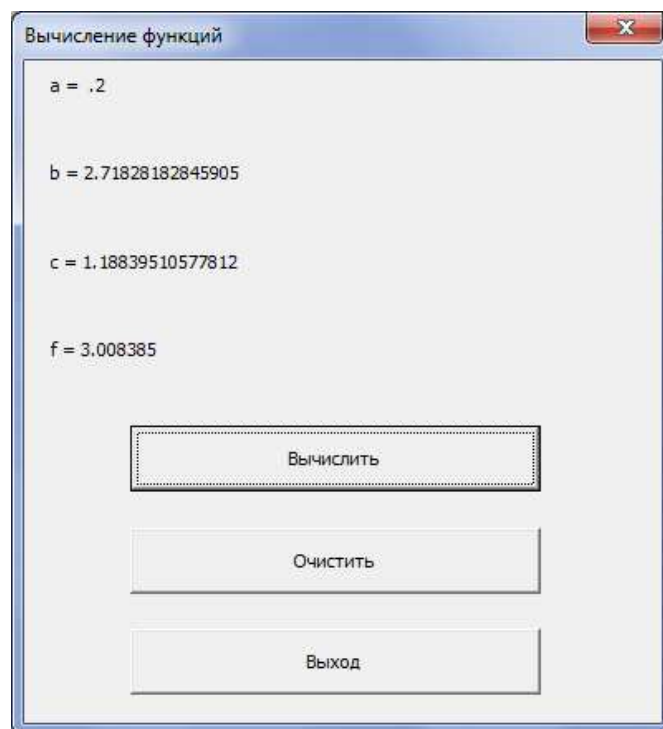 Вычисление функций
a = .2
b = 2.71828182845905
c = 1.18839510577812
f = 3.008385
Вычислить
Очистить
Выход